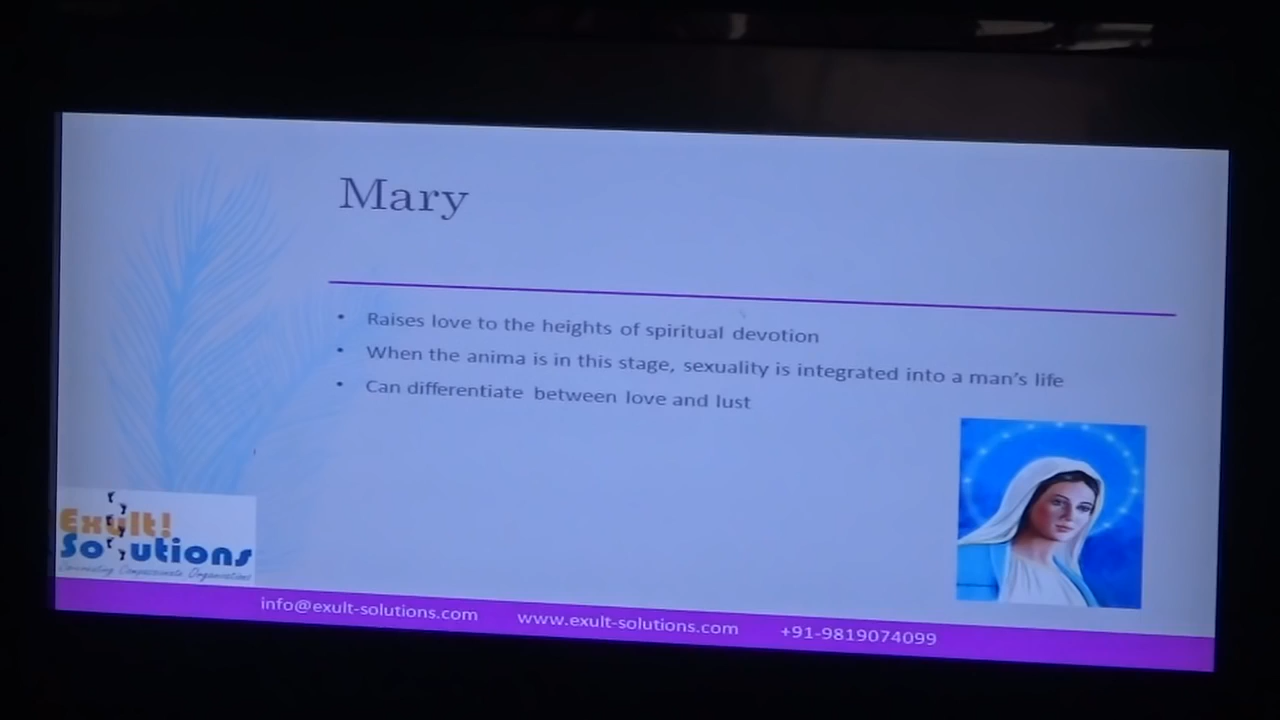 Mary
• Raises love to the heights of spiritual devotion
• When the anima is in this stage, sexuality is integrated into a man's life
• Can differentiate between love and lust
Exult!
Solutions
info@exult-solutions.com www.exult-solutions.com +91-9819074099